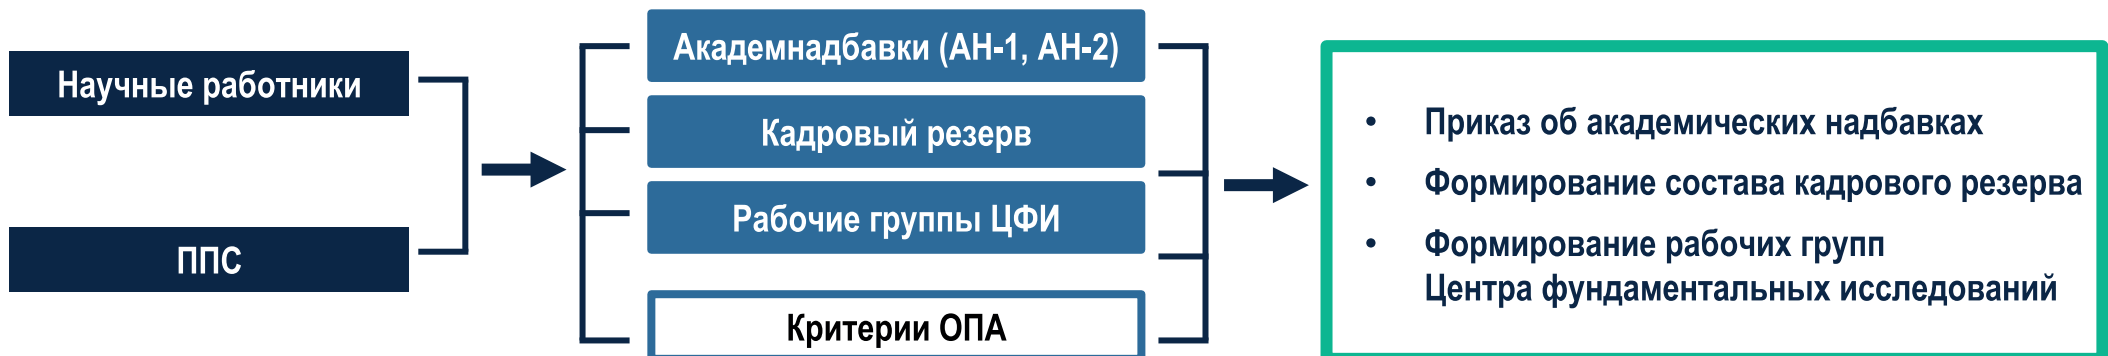 Научные работники
ППС
Академнадбавки (АН-1, АН-2)
Кадровый резерв
Рабочие группы ЦФИ
Критерии ОПА
• Приказ об академических надбавках
• Формирование состава кадрового резерва
• Формирование рабочих групп
Центра фундаментальных исследований